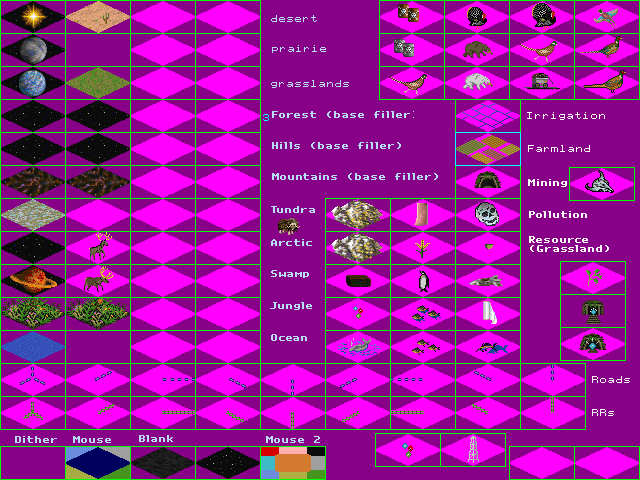 desert
prairie
grasslands
3Forest (base filler)
Irrigation
Hills (base filler)
Farmland
Mountains (base filler)
Mining
Tundra
Pollution
Arctic
Resource
(Grassland)
Swamp
Jungle
Ocean
Roads
RRs
Dither Mouse Blank Mouse 2